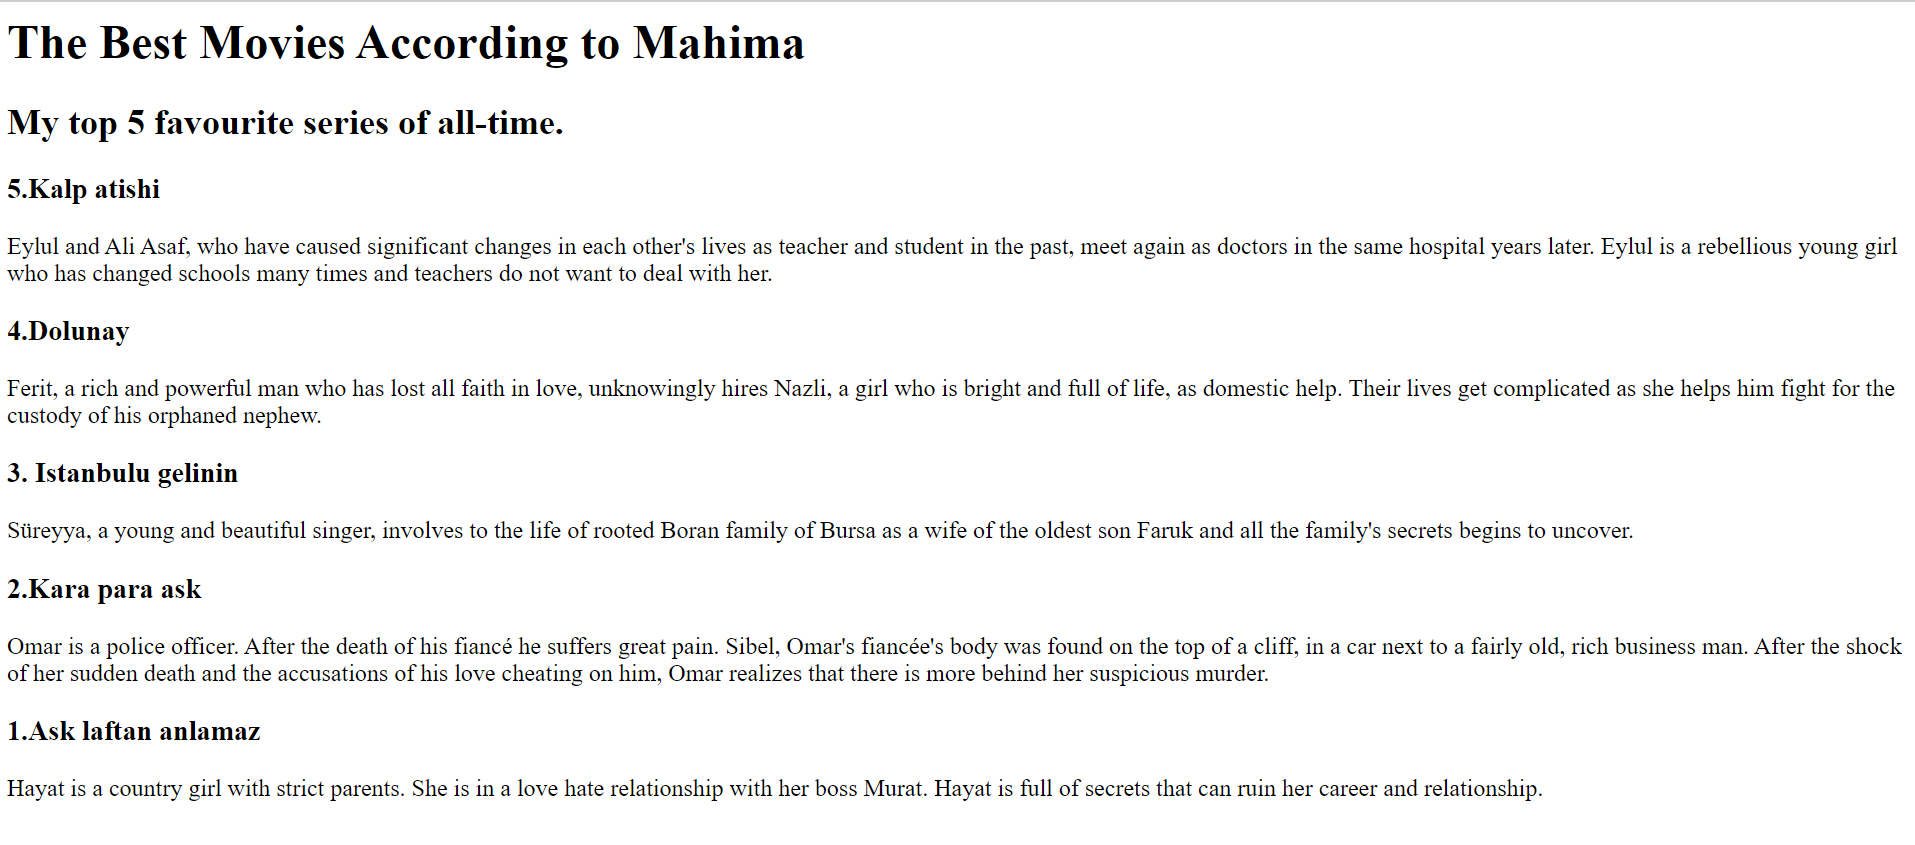 The Best Movies According to Mahima
My top 5 favourite series of all-time.
5.Kalp atishi
Eylul and Ali Asaf, who have caused significant changes in each other's lives as teacher and student in the past, meet again as doctors in the same hospital years later. Eylul is a rebellious young girl
who has changed schools many times and teachers do not want to deal with her.
4.Dolunay
Ferit, a rich and powerful man who has lost all faith in love, unknowingly hires Nazli, a girl who is bright and full of life, as domestic help. Their lives get complicated as she helps him fight for the
custody of his orphaned nephew.
3. Istanbulu gelinin
Süreyya, a young and beautiful singer, involves to the life of rooted Boran family of Bursa as a wife of the oldest son Faruk and all the family's secrets begins to uncover.
2.Kara para ask
Omar is a police officer. After the death of his fiancé he suffers great pain. Sibel, Omar's fiancée's body was found on the top of a cliff, in a car next to a fairly old, rich business man. After the shock
of her sudden death and the accusations of his love cheating on him, Omar realizes that there is more behind her suspicious murder.
1.Ask laftan anlamaz
Hayat is a country girl with strict parents. She is in a love hate relationship with her boss Murat. Hayat is full of secrets that can ruin her career and relationship.